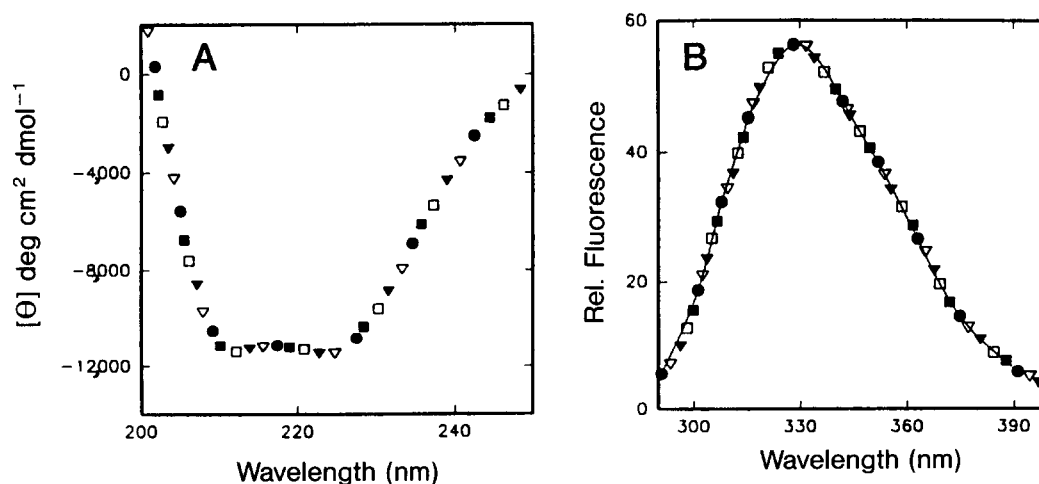 A
[Θ] deg cm² dmol⁻¹
0
-4,000
-8,000
-12,000
200
220
240
Wavelength (nm)
B
Rel. Fluorescence
60
40
20
0
300
330
360
390
Wavelength (nm)